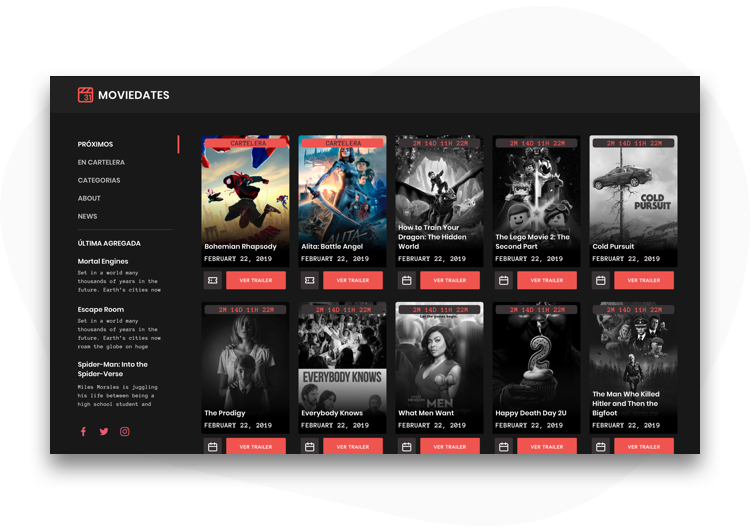 31 MOVIEDATES
PRÓXIMOS
EN CARTELERA
CATEGORIAS
ABOUT
NEWS
ÚLTIMA AGREGADA
Mortal Engines
Set in a world many
thousands of years in the
future. Earth's cities now
Escape Room
Set in a world many
thousands of years in the
future. Earth's cities now
roam the globe on huge
Spider-Man: Into the
Spider-Verse
Miles Morales is juggling
his life between being a
high school student and
CARTELERA
Bohemian Rhapsody
FEBRUARY 22, 2019
VER TRAILER
CARTELERA
ALITA
Alita: Battle Angel
FEBRUARY 22, 2019
VER TRAILER
2M 14D 11H 22M
How to Train Your
Dragon: The Hidden
World
FEBRUARY 22, 2019
VER TRAILER
2M 14D 11H 22M
The Lego Movie 2: The
Second Part
FEBRUARY 22, 2019
VER TRAILER
2M 14D 11H 22M
COLD
PURSUIT
Cold Pursuit
FEBRUARY 22, 2019
VER TRAILER
2M 14D 11H 22M
The Prodigy
FEBRUARY 22, 2019
VER TRAILER
2M 14D 11H 22M
EVERYBODY KNOWS
Everybody Knows
FEBRUARY 22, 2019
VER TRAILER
2M 14D 11H 22M
Let the games begin.
MEN
What Men Want
FEBRUARY 22, 2019
VER TRAILER
2M 14D 11H 22M
Happy Death Day 2U
FEBRUARY 22, 2019
VER TRAILER
2M 14D 11H 22M
The Man Who Killed
Hitler and Then the
Bigfoot
FEBRUARY 22, 2019
VER TRAILER